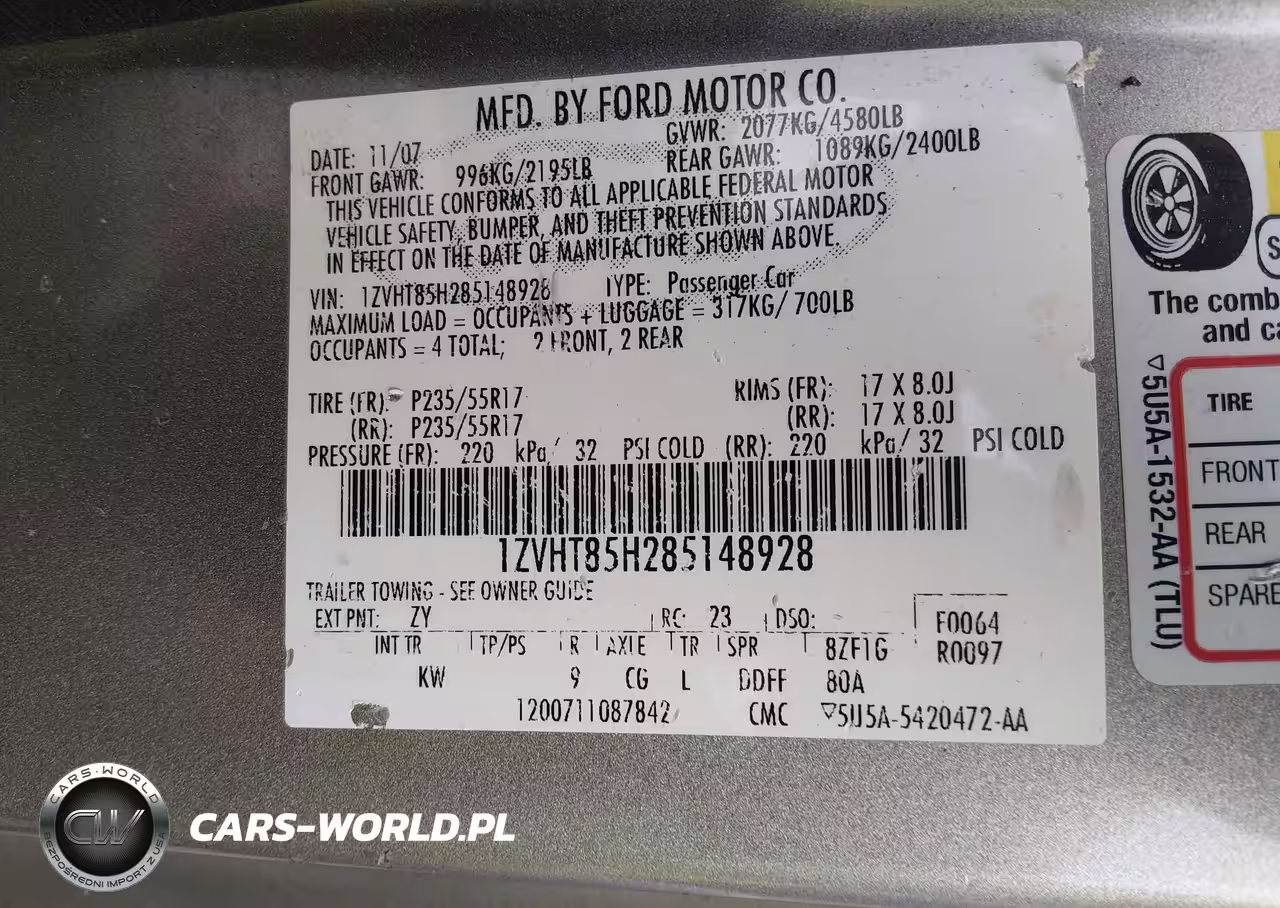 MFD. BY FORD MOTOR CO.
DATE: 11/07 GVWR: 2077KG/4580LB
FRONT GAWR: 996KG/2195LB REAR GAWR: 1089KG/2400LB
THIS VEHICLE CONFORMS TO ALL APPLICABLE FEDERAL MOTOR
VEHICLE SAFETY, BUMPER, AND THEFT PREVENTION STANDARDS
IN EFFECT ON THE DATE OF MANUFACTURE SHOWN ABOVE.
VIN: 1ZVHT85H285148928 TYPE: Passenger Car
MAXIMUM LOAD = OCCUPANTS + LUGGAGE = 317KG/ 700LB
OCCUPANTS = 4 TOTAL; 2 FRONT, 2 REAR
TIRE (FR): P235/55R17 RIMS (FR): 17 X 8.0J
(RR): P235/55R17 (RR): 17 X 8.0J
PRESSURE (FR): 220 kPa/ 32 PSI COLD (RR): 220 kPa/ 32 PSI COLD
1ZVHT85H285148928
TRAILER TOWING - SEE OWNER GUIDE
EXT PNT: ZY RC: 23 DSO: F0064
INT TR TP/PS R AXLE TR SPR 8ZF1G R0097
KW 9 CG L DDFF 80A
1200711087842 CMC ▽5U5A-5420472-AA
The comb
and ca
TIRE
FRONT
REAR
SPARE
▽5U5A-1532-AA (TLU)
S
CARS-WORLD
CW
BEZPOŚREDNI IMPORT Z USA
CARS-WORLD.PL